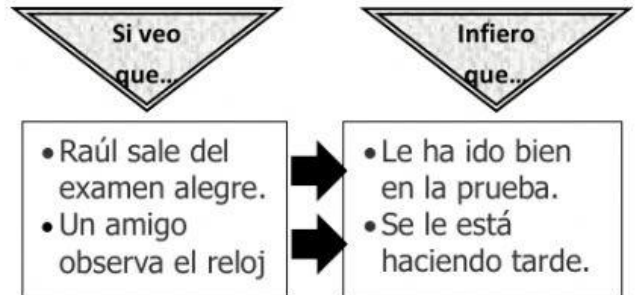 Si veo
que...
Infiero
que...
• Raúl sale del
examen alegre.
• Un amigo
observa el reloj
• Le ha ido bien
en la prueba.
• Se le está
haciendo tarde.